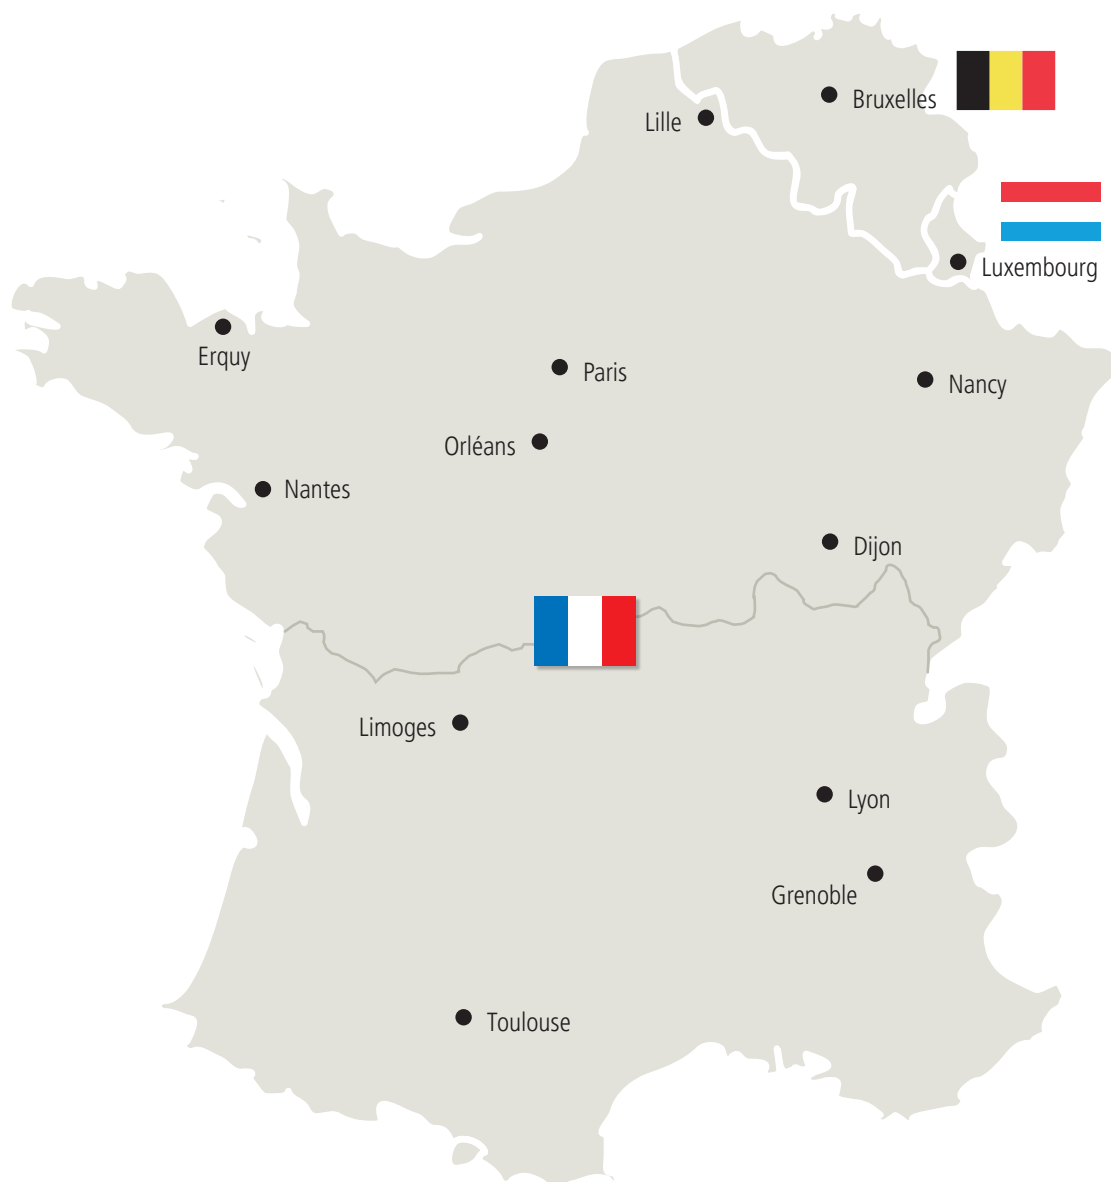 Bruxelles
Lille
Luxembourg
Erquy
Paris
Nancy
Orléans
Nantes
Dijon
Limoges
Lyon
Grenoble
Toulouse